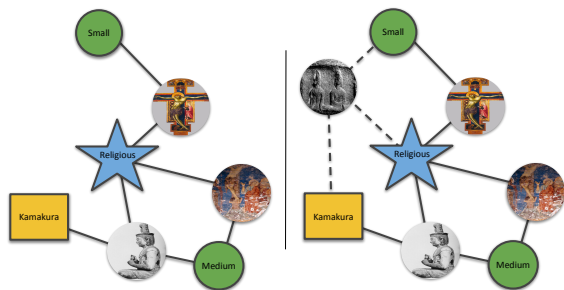 Small
Religious
Kamakura
Medium
Small
Religious
Kamakura
Medium